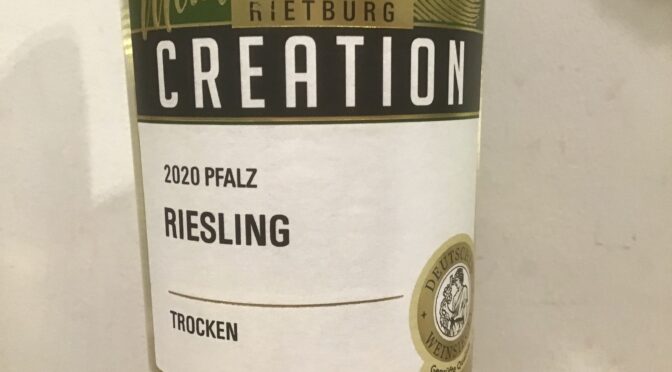 RIETBURG
CREATION
2020 PFALZ
RIESLING
TROCKEN